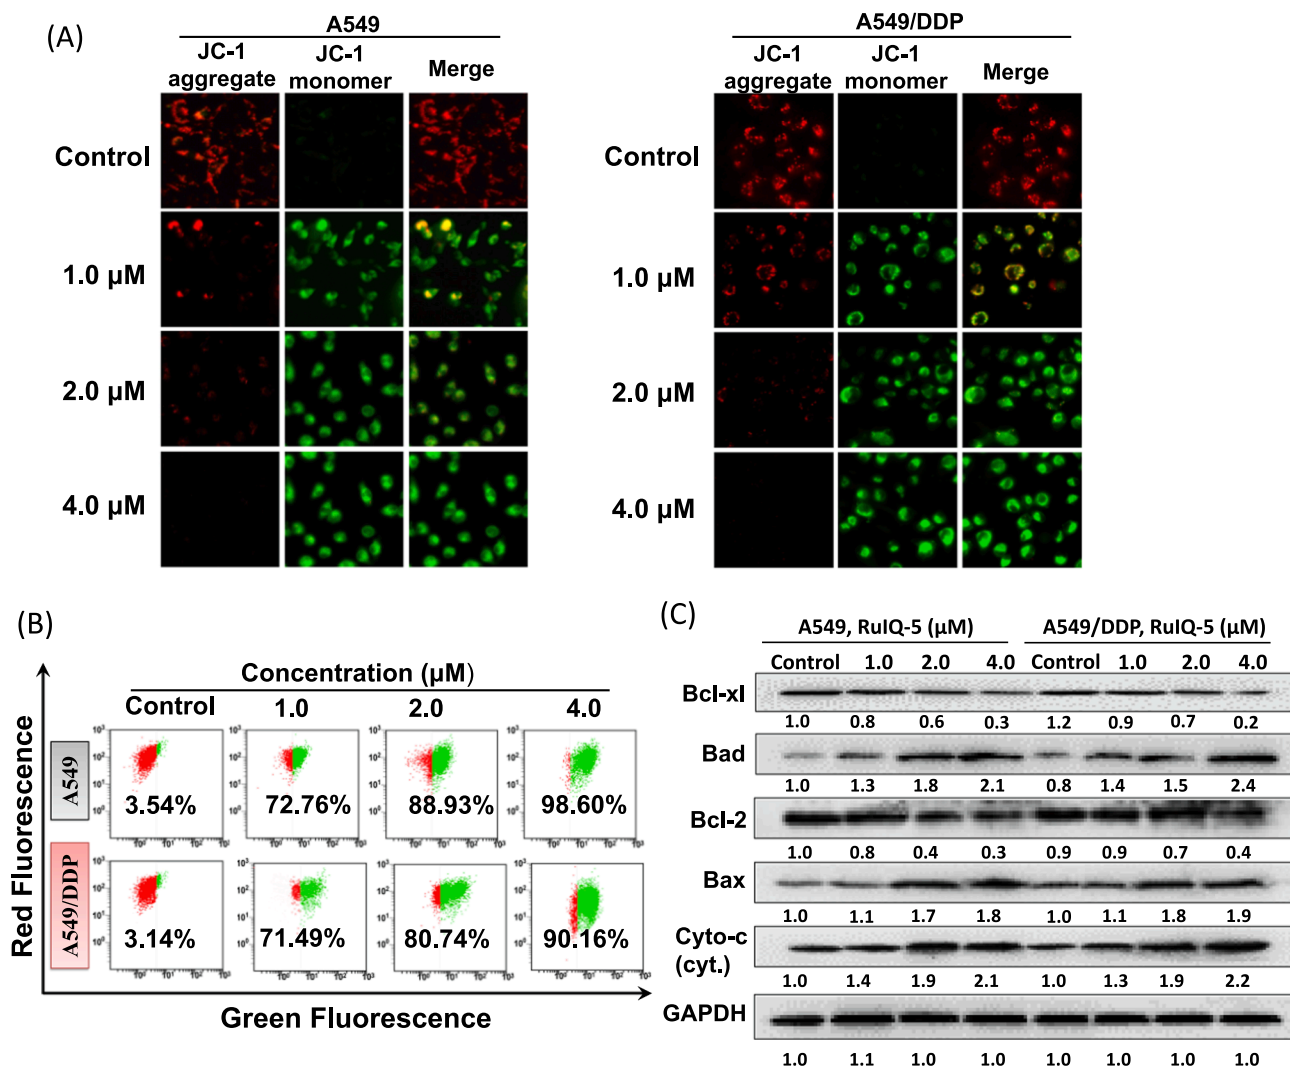 (A)
A549
JC-1 aggregate JC-1 monomer Merge
Control
1.0 µM
2.0 µM
4.0 µM
A549/DDP
JC-1 aggregate JC-1 monomer Merge
Control
1.0 µM
2.0 µM
4.0 µM
(B)
Concentration (µM)
Control 1.0 2.0 4.0
Red Fluorescence
A549
3.54% 72.76% 88.93% 98.60%
A549/DDP
3.14% 71.49% 80.74% 90.16%
Green Fluorescence
(C)
A549, RuIQ-5 (µM) A549/DDP, RuIQ-5 (µM)
Control 1.0 2.0 4.0 Control 1.0 2.0 4.0
Bcl-xl
1.0 0.8 0.6 0.3 1.2 0.9 0.7 0.2
Bad
1.0 1.3 1.8 2.1 0.8 1.4 1.5 2.4
Bcl-2
1.0 0.8 0.4 0.3 0.9 0.9 0.7 0.4
Bax
1.0 1.1 1.7 1.8 1.0 1.1 1.8 1.9
Cyto-c
(cyt.)
1.0 1.4 1.9 2.1 1.0 1.3 1.9 2.2
GAPDH
1.0 1.1 1.0 1.0 1.0 1.0 1.0 1.0